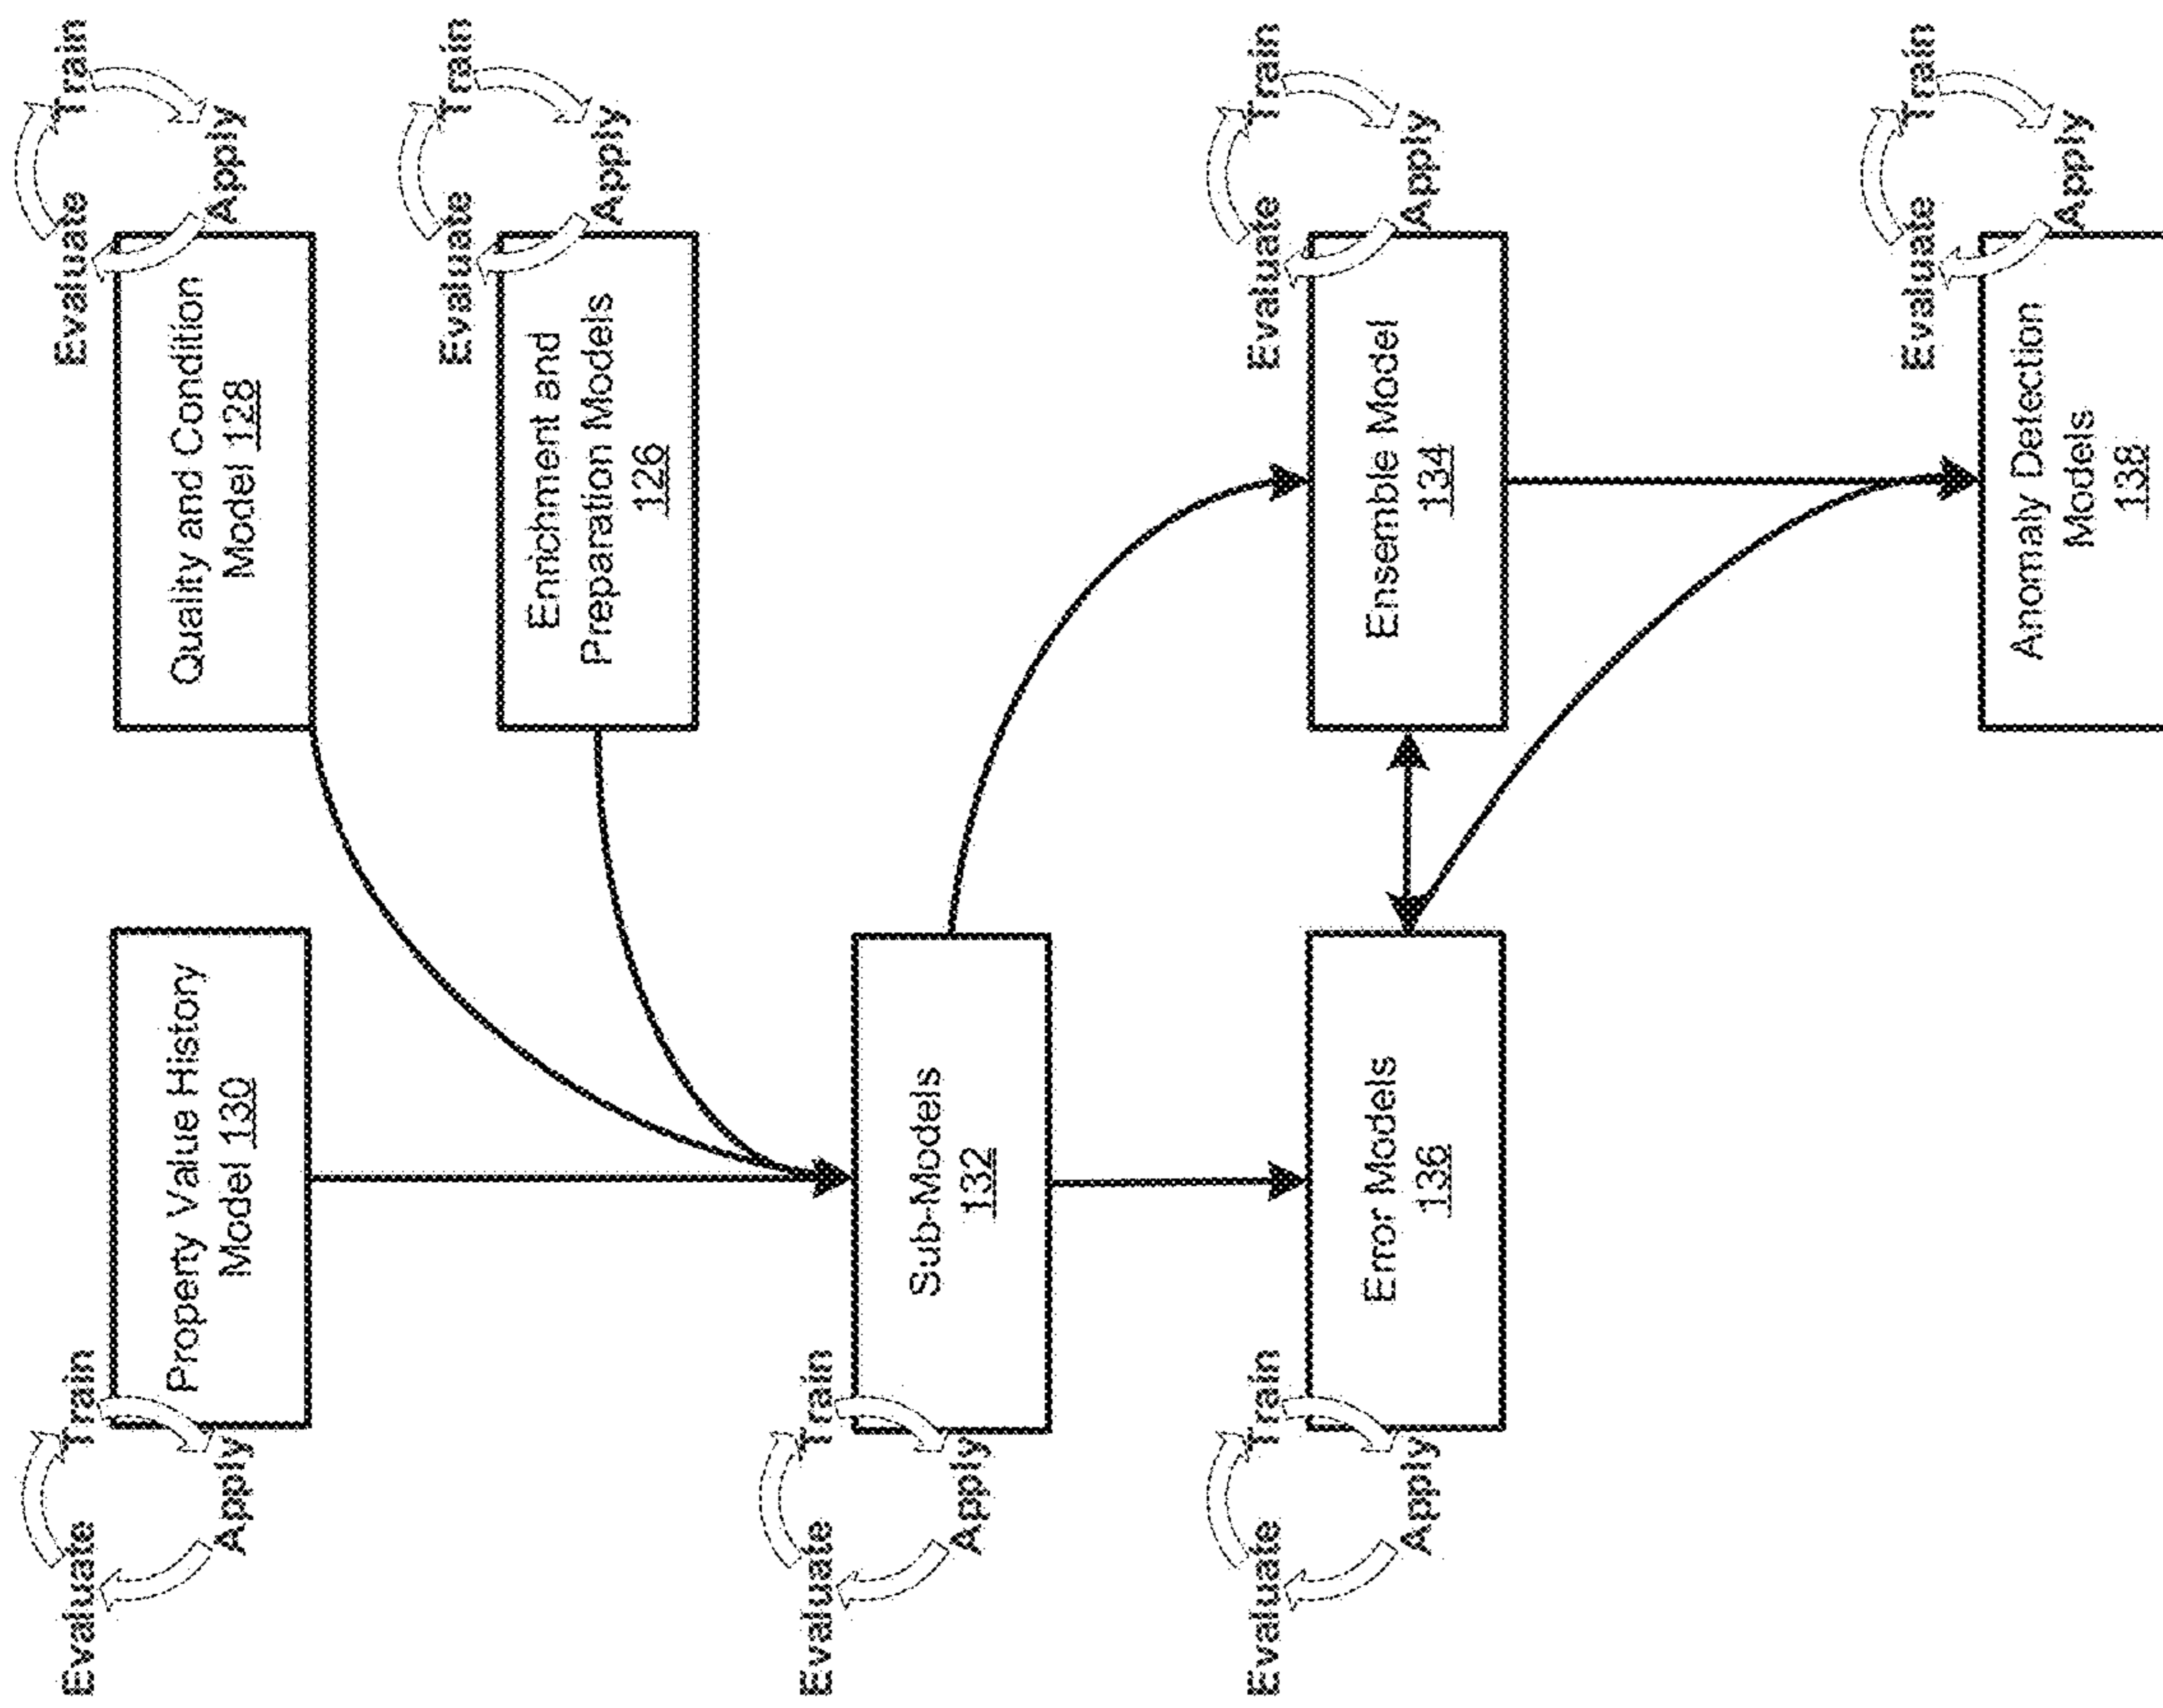 Evaluate
Train
Apply
Property Value History
Model 130
Evaluate
Train
Apply
Quality and Condition
Model 128
Evaluate
Train
Apply
Enrichment and
Preparation Models
126
Evaluate
Train
Apply
Sub-Models
132
Evaluate
Train
Apply
Error Models
136
Evaluate
Train
Apply
Ensemble Model
134
Evaluate
Train
Apply
Anomaly Detection
Models
138